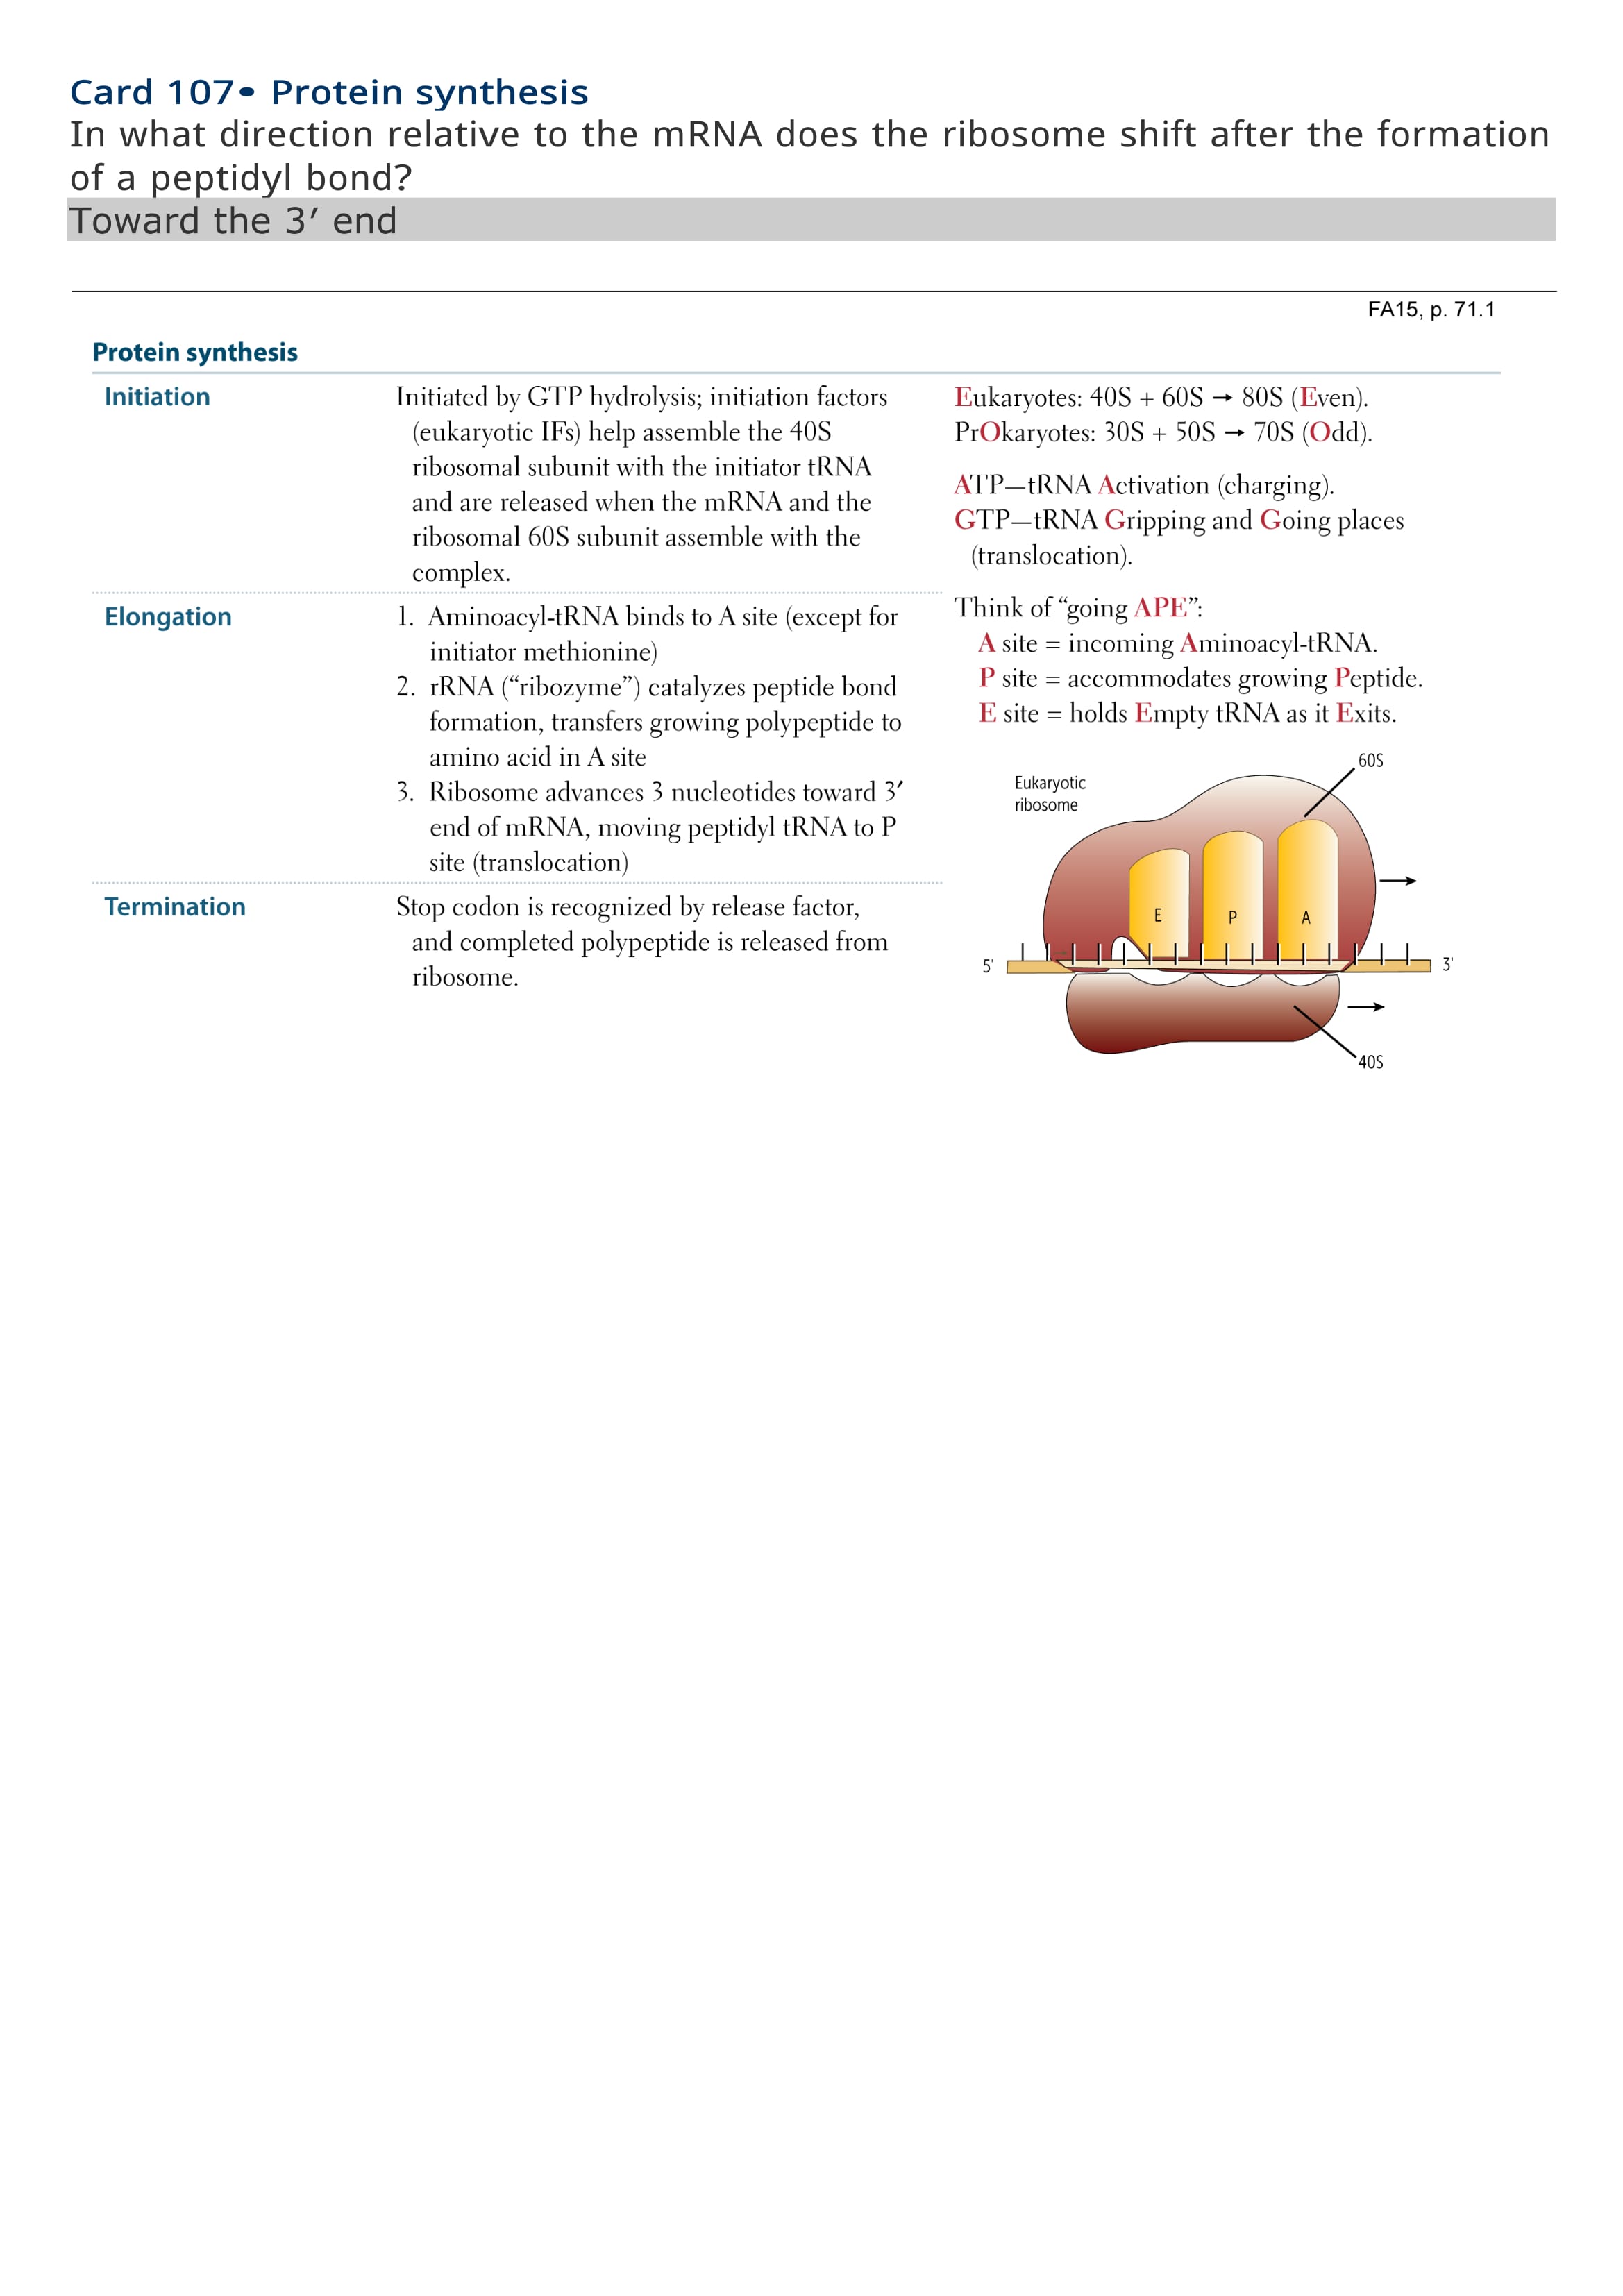 Card 107• Protein synthesis
In what direction relative to the mRNA does the ribosome shift after the formation
of a peptidyl bond?
Toward the 3′ end
FA15, p. 71.1
Protein synthesis
Initiation
Initiated by GTP hydrolysis; initiation factors
(eukaryotic IFs) help assemble the 40S
ribosomal subunit with the initiator tRNA
and are released when the mRNA and the
ribosomal 60S subunit assemble with the
complex.
Eukaryotes: 40S + 60S → 80S (Even).
PrOkaryotes: 30S + 50S → 70S (Odd).
ATP—tRNA Activation (charging).
GTP—tRNA Gripping and Going places
(translocation).
Elongation
1. Aminoacyl-tRNA binds to A site (except for
initiator methionine)
2. rRNA (“ribozyme”) catalyzes peptide bond
formation, transfers growing polypeptide to
amino acid in A site
3. Ribosome advances 3 nucleotides toward 3′
end of mRNA, moving peptidyl tRNA to P
site (translocation)
Think of “going APE”:
A site = incoming Aminoacyl-tRNA.
P site = accommodates growing Peptide.
E site = holds Empty tRNA as it Exits.
Termination
Stop codon is recognized by release factor,
and completed polypeptide is released from
ribosome.
60S
Eukaryotic
ribosome
E P A
5' 3'
40S